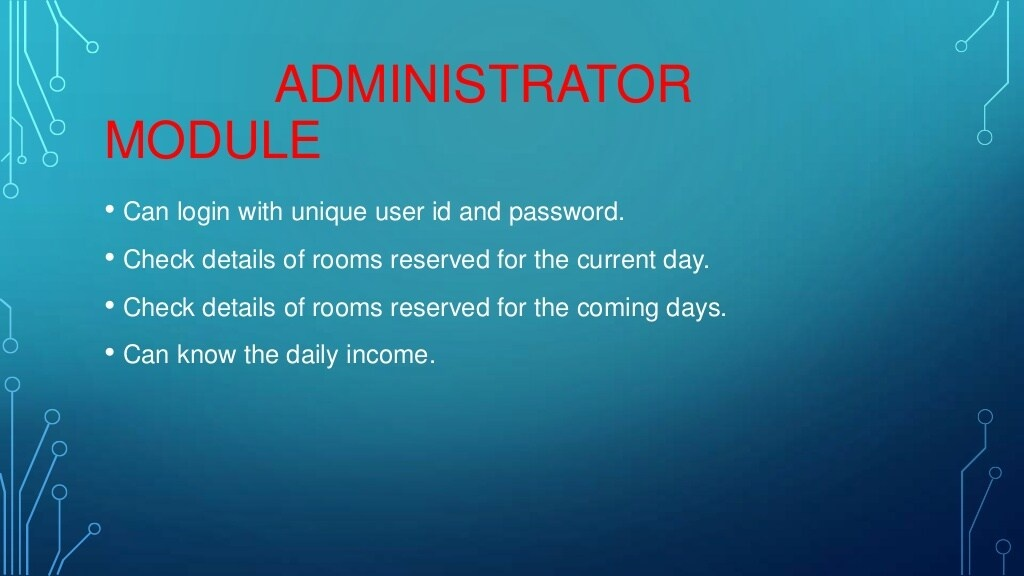 ADMINISTRATOR
MODULE
• Can login with unique user id and password.
• Check details of rooms reserved for the current day.
• Check details of rooms reserved for the coming days.
• Can know the daily income.